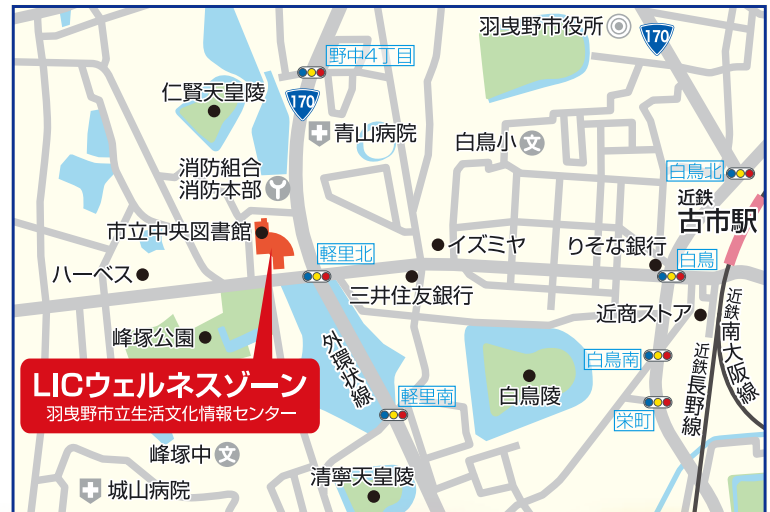 羽曳野市役所
170
野中4丁目
仁賢天皇陵
170
青山病院
白鳥小
文
消防組合
消防本部
白鳥北
近鉄
古市駅
市立中央図書館
軽里北
イズミヤ
りそな銀行
白鳥
ハーベス
三井住友銀行
近商ストア
峰塚公園
外環状線
白鳥南
近鉄南大阪線
近鉄長野線
LICウェルネスゾーン
羽曳野市立生活文化情報センター
軽里南
白鳥陵
栄町
峰塚中
文
清寧天皇陵
城山病院